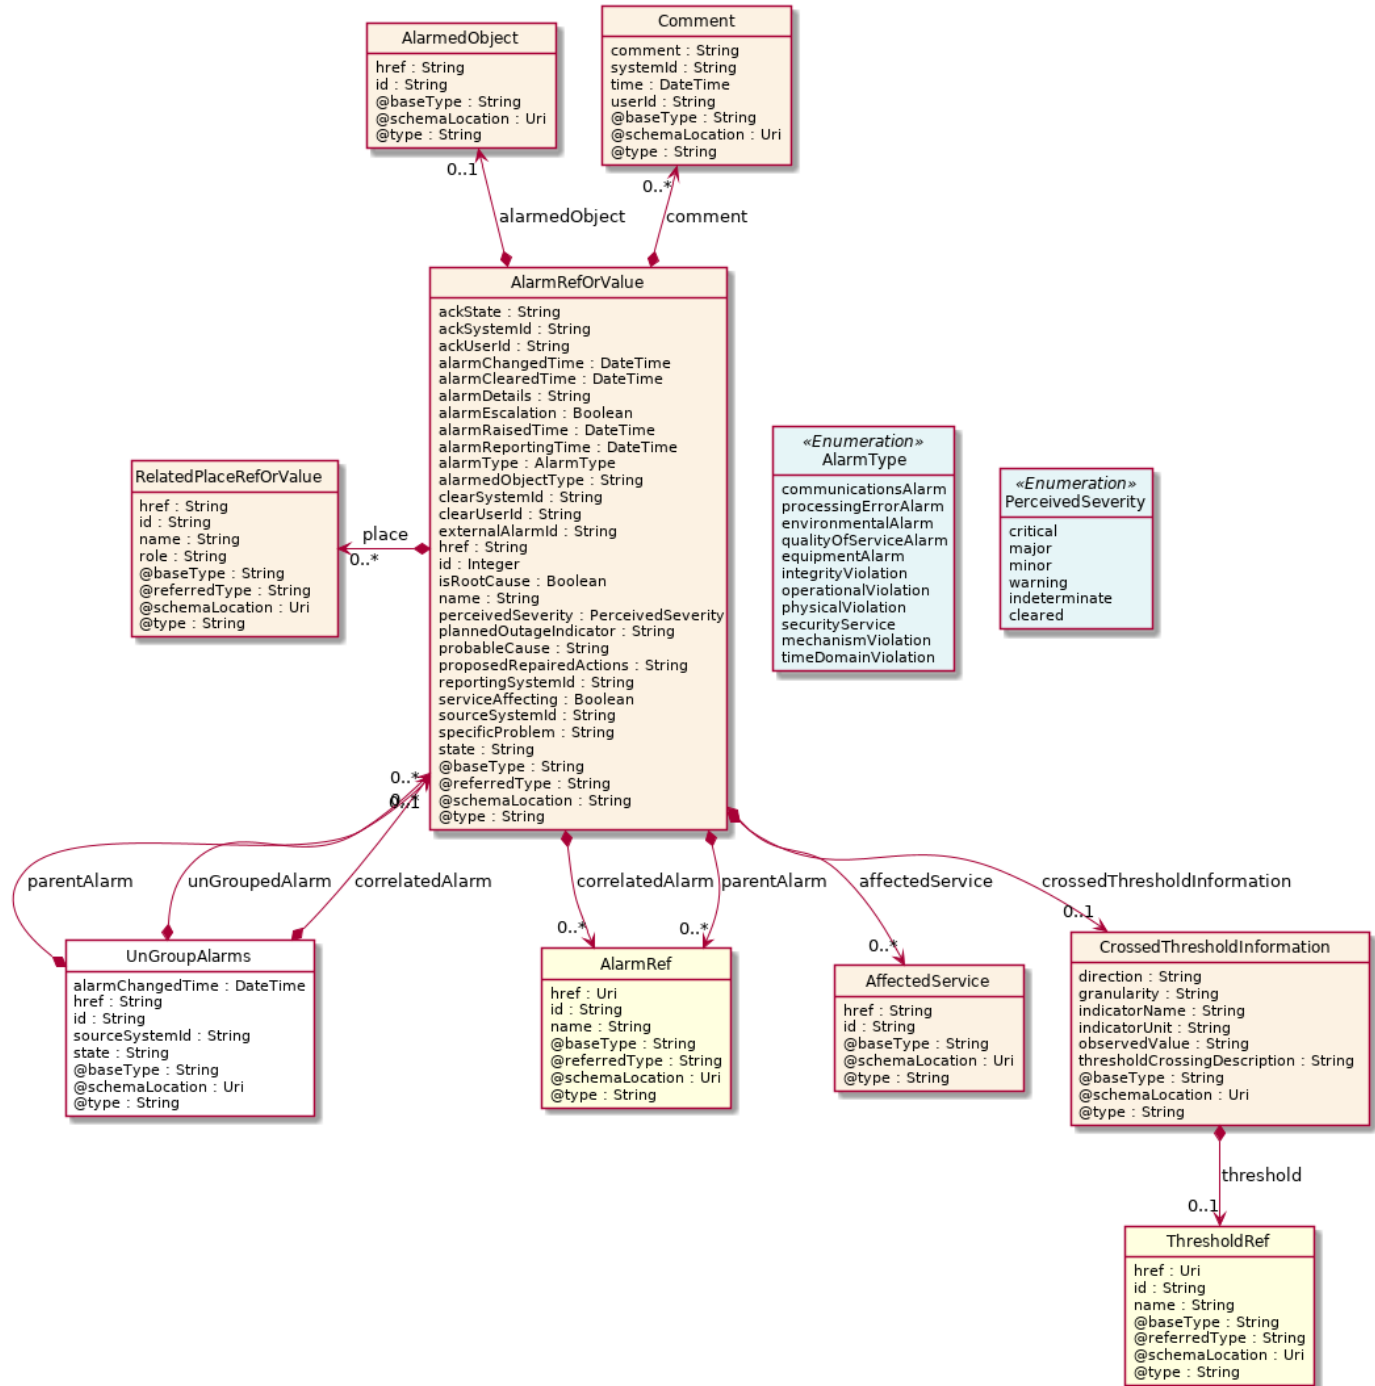 AlarmedObject
href : String
id : String
@baseType : String
@schemaLocation : Uri
@type : String
Comment
comment : String
systemId : String
time : DateTime
userId : String
@baseType : String
@schemaLocation : Uri
@type : String
0..1
alarmedObject
0..*
comment
AlarmRefOrValue
ackState : String
ackSystemId : String
ackUserId : String
alarmChangedTime : DateTime
alarmClearedTime : DateTime
alarmDetails : String
alarmEscalation : Boolean
alarmRaisedTime : DateTime
alarmReportingTime : DateTime
alarmType : AlarmType
alarmedObjectType : String
clearSystemId : String
clearUserId : String
externalAlarmId : String
href : String
id : Integer
isRootCause : Boolean
name : String
perceivedSeverity : PerceivedSeverity
plannedOutageIndicator : String
probableCause : String
proposedRepairedActions : String
reportingSystemId : String
serviceAffecting : Boolean
sourceSystemId : String
specificProblem : String
state : String
@baseType : String
@referredType : String
@schemaLocation : String
@type : String
RelatedPlaceRefOrValue
href : String
id : String
name : String
role : String
@baseType : String
@referredType : String
@schemaLocation : Uri
@type : String
place
0..*
«Enumeration»
AlarmType
communicationsAlarm
processingErrorAlarm
environmentalAlarm
qualityOfServiceAlarm
equipmentAlarm
integrityViolation
operationalViolation
physicalViolation
securityService
mechanismViolation
timeDomainViolation
«Enumeration»
PerceivedSeverity
critical
major
minor
warning
indeterminate
cleared
0..*
0..1
parentAlarm
unGroupedAlarm
correlatedAlarm
correlatedAlarm
0..*
parentAlarm
0..*
affectedService
0..*
crossedThresholdInformation
0..1
UnGroupAlarms
alarmChangedTime : DateTime
href : String
id : String
sourceSystemId : String
state : String
@baseType : String
@schemaLocation : Uri
@type : String
AlarmRef
href : Uri
id : String
name : String
@baseType : String
@referredType : String
@schemaLocation : Uri
@type : String
AffectedService
href : String
id : String
@baseType : String
@schemaLocation : Uri
@type : String
CrossedThresholdInformation
direction : String
granularity : String
indicatorName : String
indicatorUnit : String
observedValue : String
thresholdCrossingDescription : String
@baseType : String
@schemaLocation : Uri
@type : String
threshold
0..1
ThresholdRef
href : Uri
id : String
name : String
@baseType : String
@referredType : String
@schemaLocation : Uri
@type : String